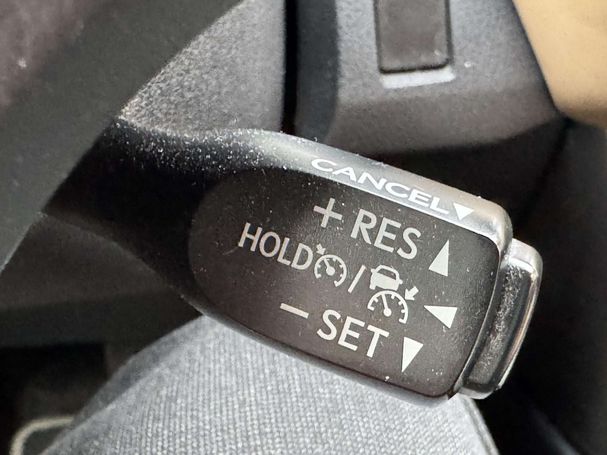 CANCEL▼
+ RES ▲
HOLD / ◀
− SET ▼